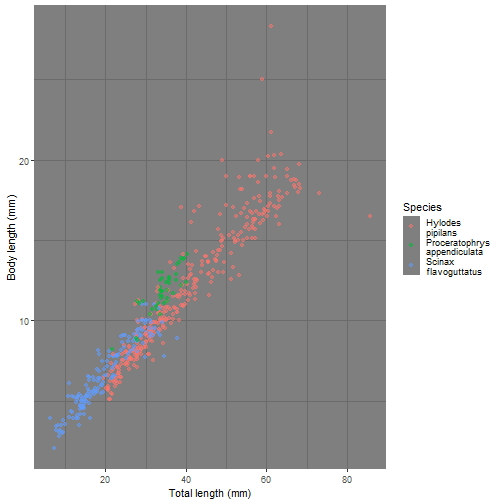 20
10
Body length (mm)
20
40
60
80
Total length (mm)
Species
Hylodes
pipilans
Proceratophrys
appendiculata
Scinax
flavoguttatus